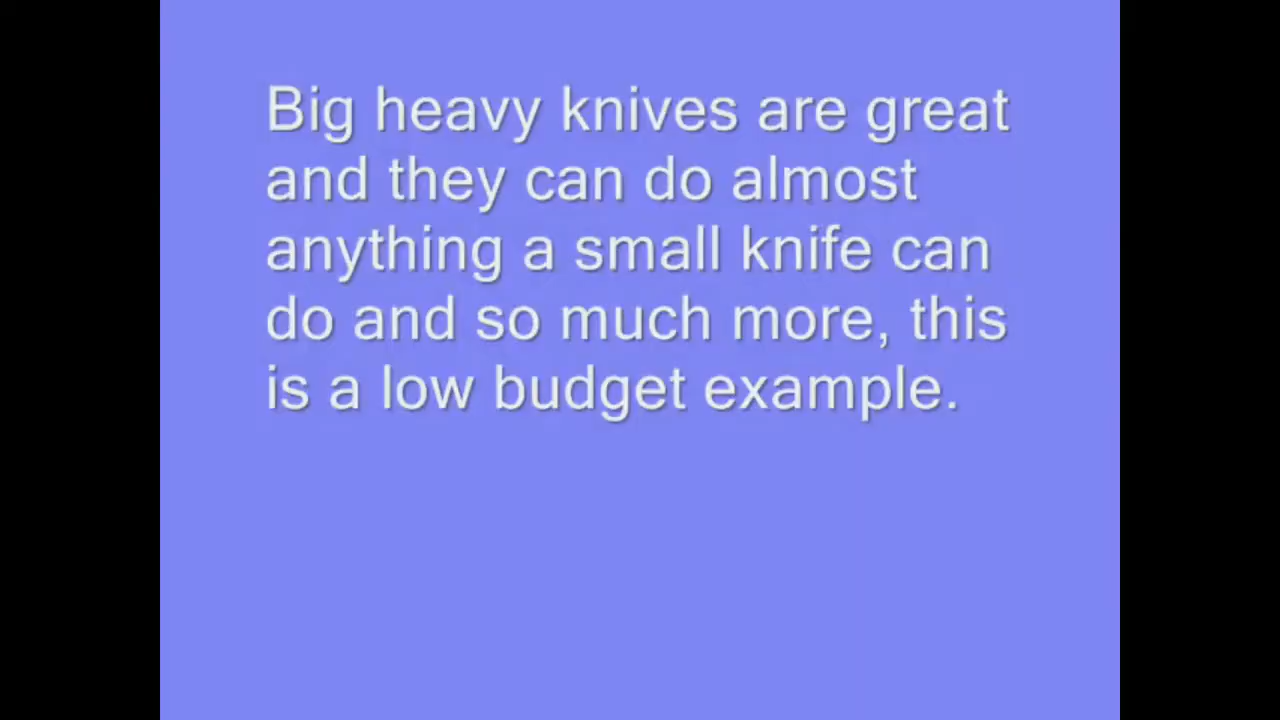 Big heavy knives are great
and they can do almost
anything a small knife can
do and so much more, this
is a low budget example.